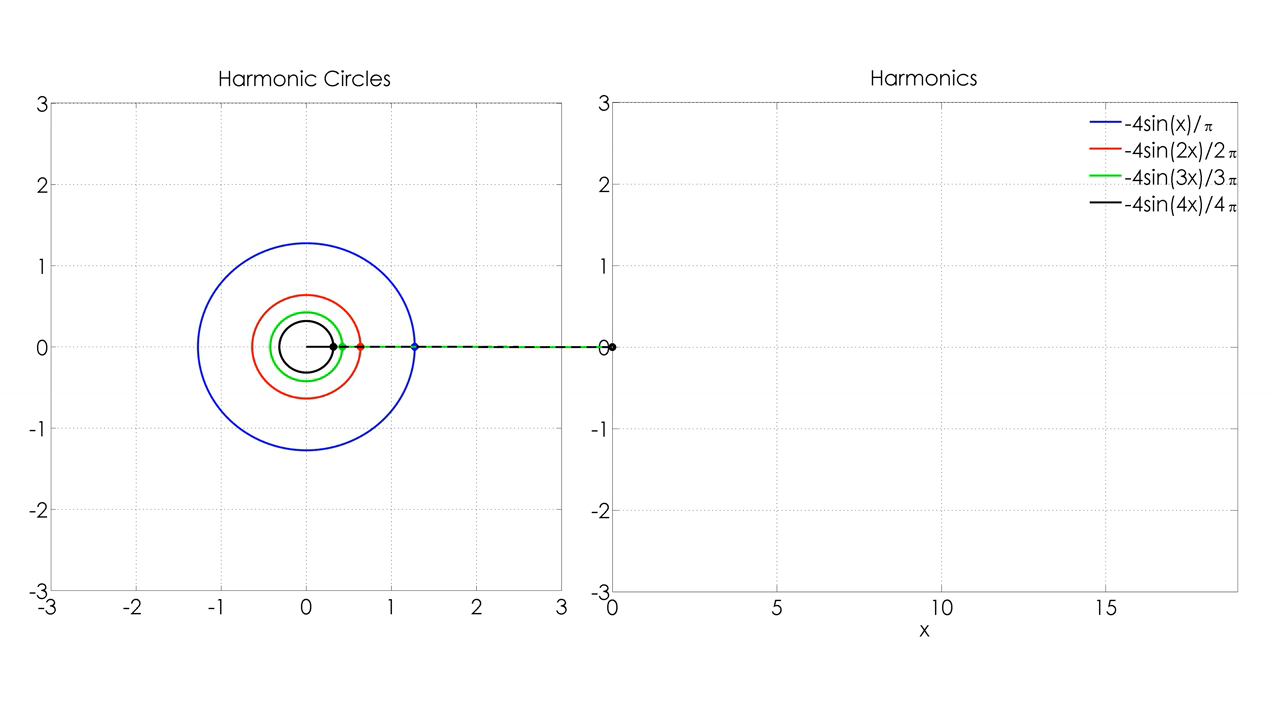 Harmonic Circles
3
2
1
0
-1
-2
-3
-3 -2 -1 0 1 2 3
Harmonics
3
2
1
0
-1
-2
-3
0 5 10 15
x
-4sin(x)/π
-4sin(2x)/2π
-4sin(3x)/3π
-4sin(4x)/4π